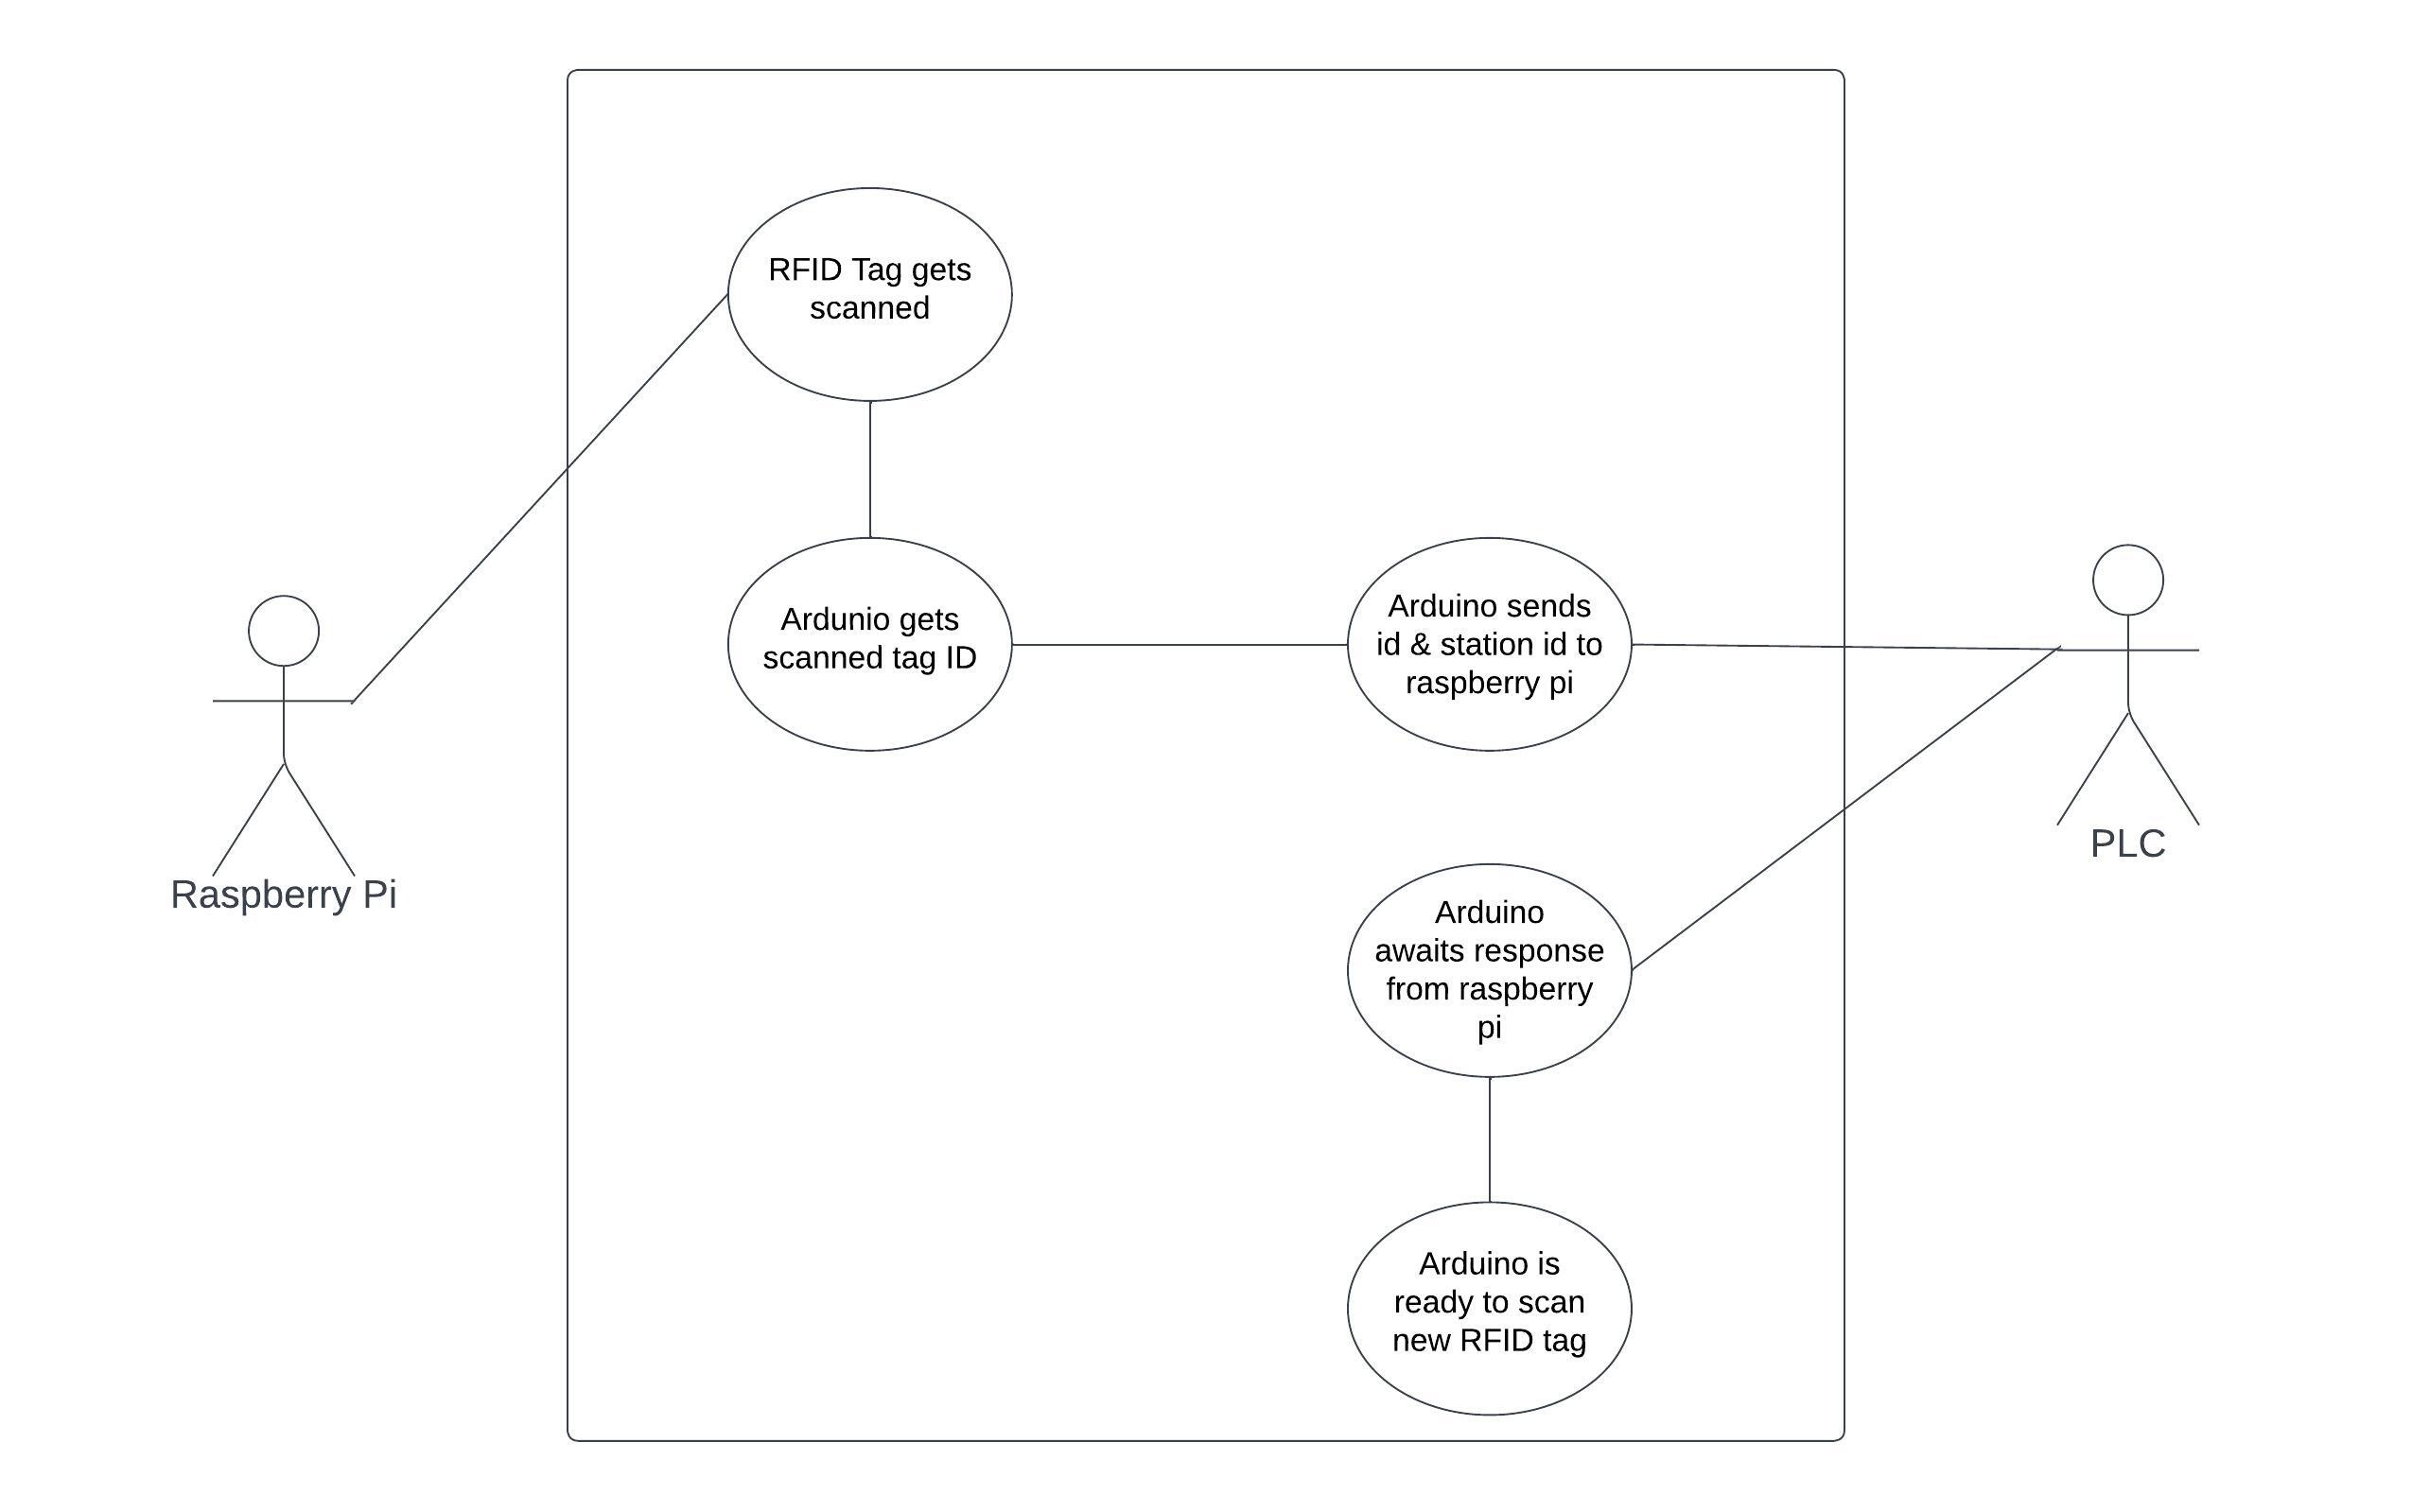 RFID Tag gets
scanned
Ardunio gets
scanned tag ID
Arduino sends
id & station id to
raspberry pi
Raspberry Pi
PLC
Arduino
awaits response
from raspberry
pi
Arduino is
ready to scan
new RFID tag